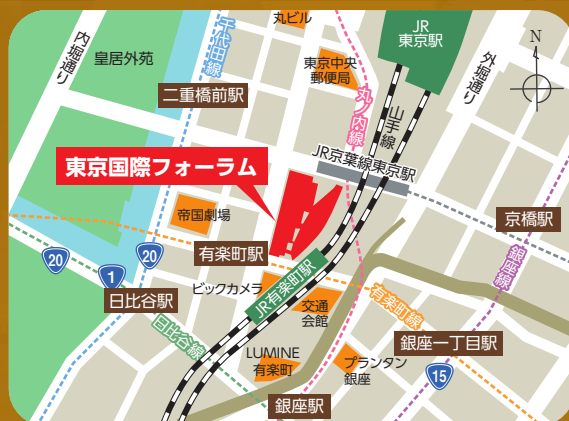 丸ビル
JR
東京駅
内堀通り
皇居外苑
千代田線
東京中央
郵便局
外堀通り
N
二重橋前駅
丸ノ内線
山手線
JR京葉線東京駅
東京国際フォーラム
帝国劇場
京橋駅
有楽町駅
銀座線
20
20
1
日比谷駅
ビックカメラ
JR有楽町駅
交通
会館
有楽町線
日比谷線
銀座一丁目駅
LUMINE
有楽町
プランタン
銀座
15
銀座駅